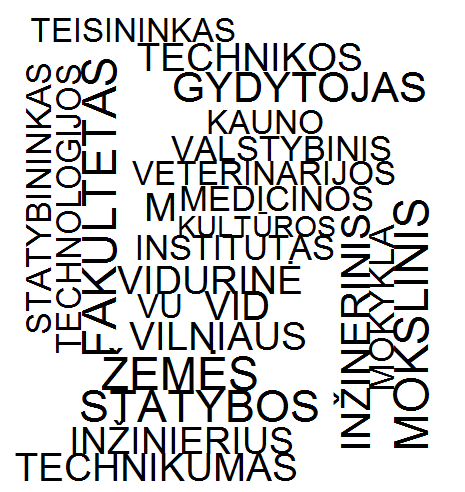 TEISININKAS
TECHNIKOS
GYDYTOJAS
KAUNO
VALSTYBINIS
VETERINARIJOS
M MEDICINOS
KULTŪROS
INSTITUTAS
VIDURINĖ
VU VID
VILNIAUS
ŽEMĖS
STATYBOS
INŽINIERIUS
TECHNIKUMAS
STATYBININKAS
TECHNOLOGIJOS
FAKULTETAS
INŽINERINIS
MOKYKLA
MOKSLINIS